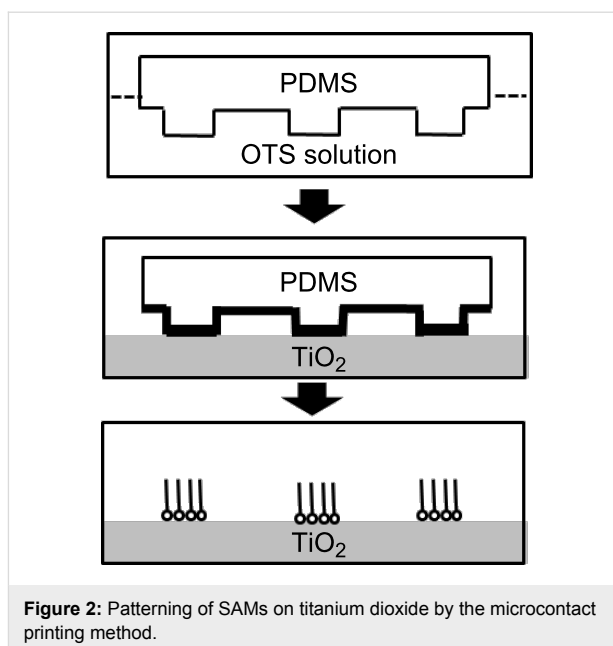 PDMS
OTS solution
PDMS
TiO₂
TiO₂
Figure 2: Patterning of SAMs on titanium dioxide by the microcontact
printing method.